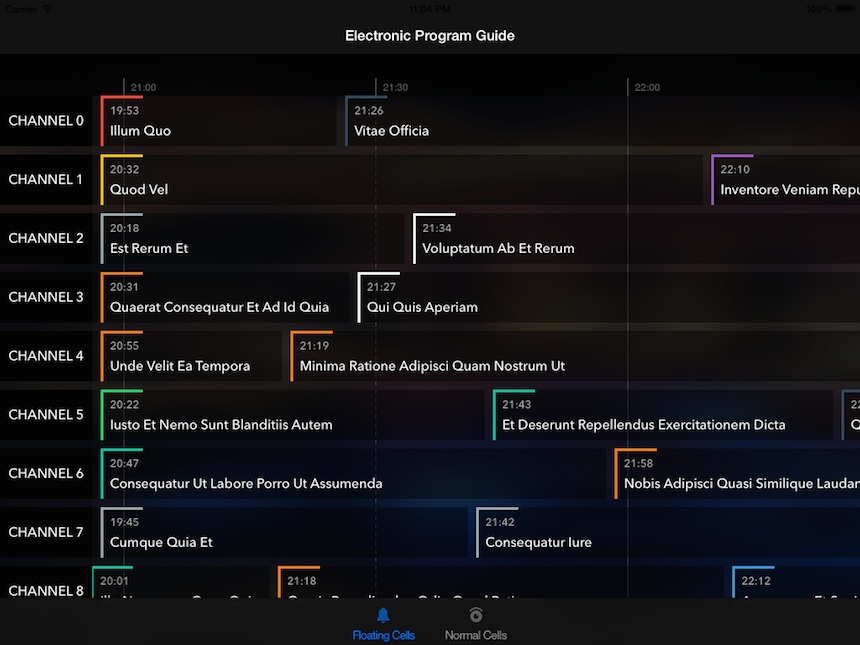 Carrier 11:04 PM 100%
Electronic Program Guide
21:00 21:30 22:00
CHANNEL 0
19:53
Illum Quo
21:26
Vitae Officia
CHANNEL 1
20:32
Quod Vel
22:10
Inventore Veniam Repu
CHANNEL 2
20:18
Est Rerum Et
21:34
Voluptatum Ab Et Rerum
CHANNEL 3
20:31
Quaerat Consequatur Et Ad Id Quia
21:27
Qui Quis Aperiam
CHANNEL 4
20:55
Unde Velit Ea Tempora
21:19
Minima Ratione Adipisci Quam Nostrum Ut
CHANNEL 5
20:22
Iusto Et Nemo Sunt Blanditiis Autem
21:43
Et Deserunt Repellendus Exercitationem Dicta
CHANNEL 6
20:47
Consequatur Ut Labore Porro Ut Assumenda
21:58
Nobis Adipisci Quasi Similique Laudan
CHANNEL 7
19:45
Cumque Quia Et
21:42
Consequatur Iure
CHANNEL 8
20:01
21:18
22:12
Floating Cells
Normal Cells